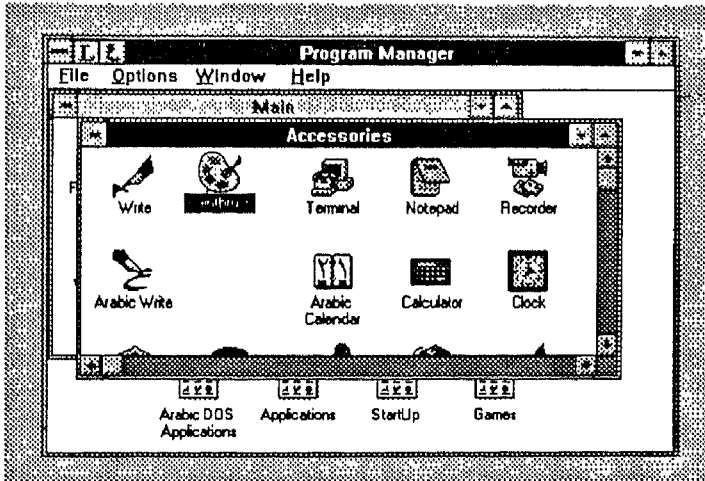 Program Manager
File Options Window Help
Main
Accessories
Write Terminal Notepad Recorder
Arabic Write Arabic Calendar Calculator Clock
Arabic DOS Applications Applications StartUp Games